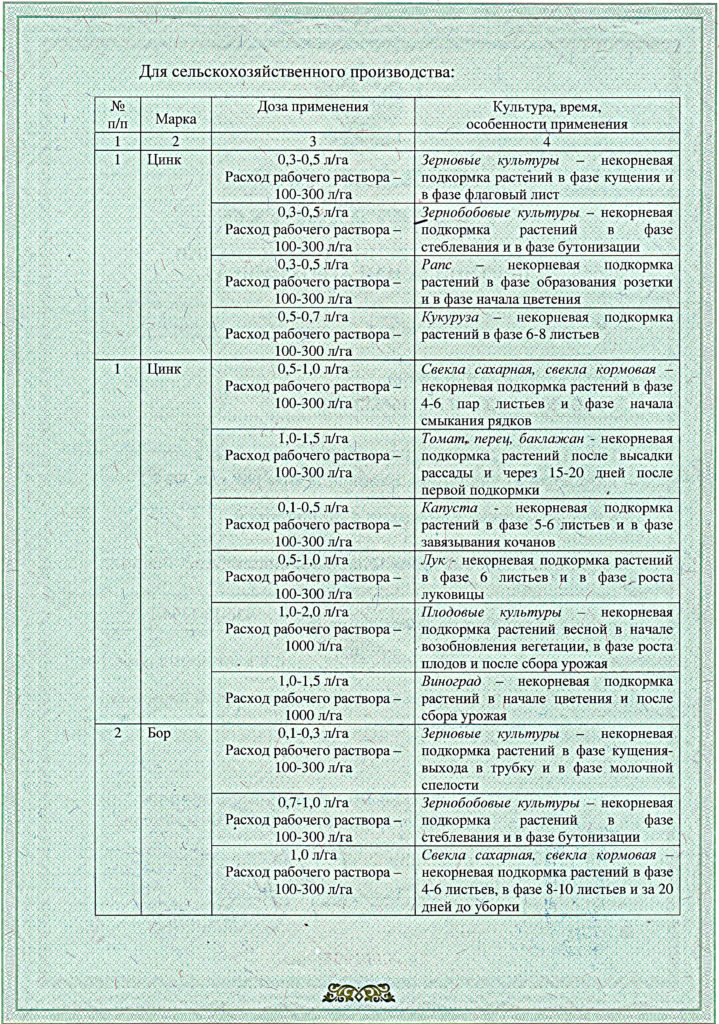 Для сельскохозяйственного производства:
№ п/п
Марка
Доза применения
Культура, время,
особенности применения
1 2 3 4
1 Цинк
0,3-0,5 л/га
Расход рабочего раствора –
100-300 л/га
Зерновые культуры – некорневая
подкормка растений в фазе кущения и
в фазе флаговый лист
0,3-0,5 л/га
Расход рабочего раствора –
100-300 л/га
Зернобобовые культуры – некорневая
подкормка растений в фазе
стеблевания и в фазе бутонизации
0,3-0,5 л/га
Расход рабочего раствора –
100-300 л/га
Рапс – некорневая подкормка
растений в фазе образования розетки
и в фазе начала цветения
0,5-0,7 л/га
Расход рабочего раствора –
100-300 л/га
Кукуруза – некорневая подкормка
растений в фазе 6-8 листьев
1 Цинк
0,5-1,0 л/га
Расход рабочего раствора –
100-300 л/га
Свекла сахарная, свекла кормовая –
некорневая подкормка растений в фазе
4-6 пар листьев и фазе начала
смыкания рядков
1,0-1,5 л/га
Расход рабочего раствора –
100-300 л/га
Томат, перец, баклажан - некорневая
подкормка растений после высадки
рассады и через 15-20 дней после
первой подкормки
0,1-0,5 л/га
Расход рабочего раствора –
100-300 л/га
Капуста - некорневая подкормка
растений в фазе 5-6 листьев и в фазе
завязывания кочанов
0,5-1,0 л/га
Расход рабочего раствора –
100-300 л/га
Лук - некорневая подкормка растений
в фазе 6 листьев и в фазе роста
луковицы
1,0-2,0 л/га
Расход рабочего раствора –
1000 л/га
Плодовые культуры – некорневая
подкормка растений весной в начале
возобновления вегетации, в фазе роста
плодов и после сбора урожая
1,0-1,5 л/га
Расход рабочего раствора –
1000 л/га
Виноград – некорневая подкормка
растений в начале цветения и после
сбора урожая
2 Бор
0,1-0,3 л/га
Расход рабочего раствора –
100-300 л/га
Зерновые культуры – некорневая
подкормка растений в фазе кущения-
выхода в трубку и в фазе молочной
спелости
0,7-1,0 л/га
Расход рабочего раствора –
100-300 л/га
Зернобобовые культуры – некорневая
подкормка растений в фазе
стеблевания и в фазе бутонизации
1,0 л/га
Расход рабочего раствора –
100-300 л/га
Свекла сахарная, свекла кормовая –
некорневая подкормка растений в фазе
4-6 листьев, в фазе 8-10 листьев и за 20
дней до уборки